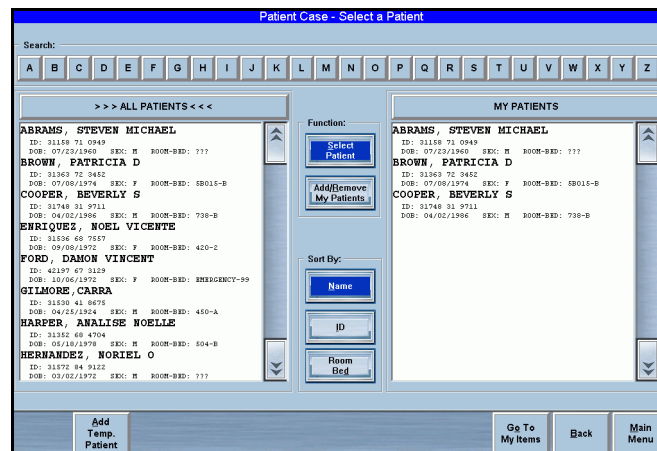 Patient Case - Select a Patient
Search:
A B C D E F G H I J K L M N O P Q R S T U V W X Y Z
> > > ALL PATIENTS < < <
ABRAMS, STEVEN MICHAEL
ID: 31158 71 0949
DOB: 07/23/1960 SEX: M ROOM-BED: ???
BROWN, PATRICIA D
ID: 31363 72 3452
DOB: 07/08/1974 SEX: F ROOM-BED: 5B015-B
COOPER, BEVERLY S
ID: 31748 31 9711
DOB: 04/02/1986 SEX: M ROOM-BED: 738-B
ENRIQUEZ, NOEL VICENTE
ID: 31536 68 7557
DOB: 09/08/1972 SEX: F ROOM-BED: 420-2
FORD, DAMON VINCENT
ID: 42197 67 3129
DOB: 10/06/1972 SEX: F ROOM-BED: EMERGENCY-99
GILMORE,CARRA
ID: 31530 41 8675
DOB: 04/25/1924 SEX: M ROOM-BED: 450-A
HARPER, ANALISE NOELLE
ID: 31352 68 4704
DOB: 05/18/1978 SEX: M ROOM-BED: 504-B
HERNANDEZ, NORIEL O
ID: 31572 84 9122
DOB: 03/02/1972 SEX: M ROOM-BED: ???
Function:
Select
Patient
Add/Remove
My Patients
Sort By:
Name
ID
Room
Bed
MY PATIENTS
ABRAMS, STEVEN MICHAEL
ID: 31158 71 0949
DOB: 07/23/1960 SEX: M ROOM-BED: ???
BROWN, PATRICIA D
ID: 31363 72 3452
DOB: 07/08/1974 SEX: F ROOM-BED: 5B015-B
COOPER, BEVERLY S
ID: 31748 31 9711
DOB: 04/02/1986 SEX: M ROOM-BED: 738-B
Add
Temp.
Patient
Go To
My Items
Back
Main
Menu